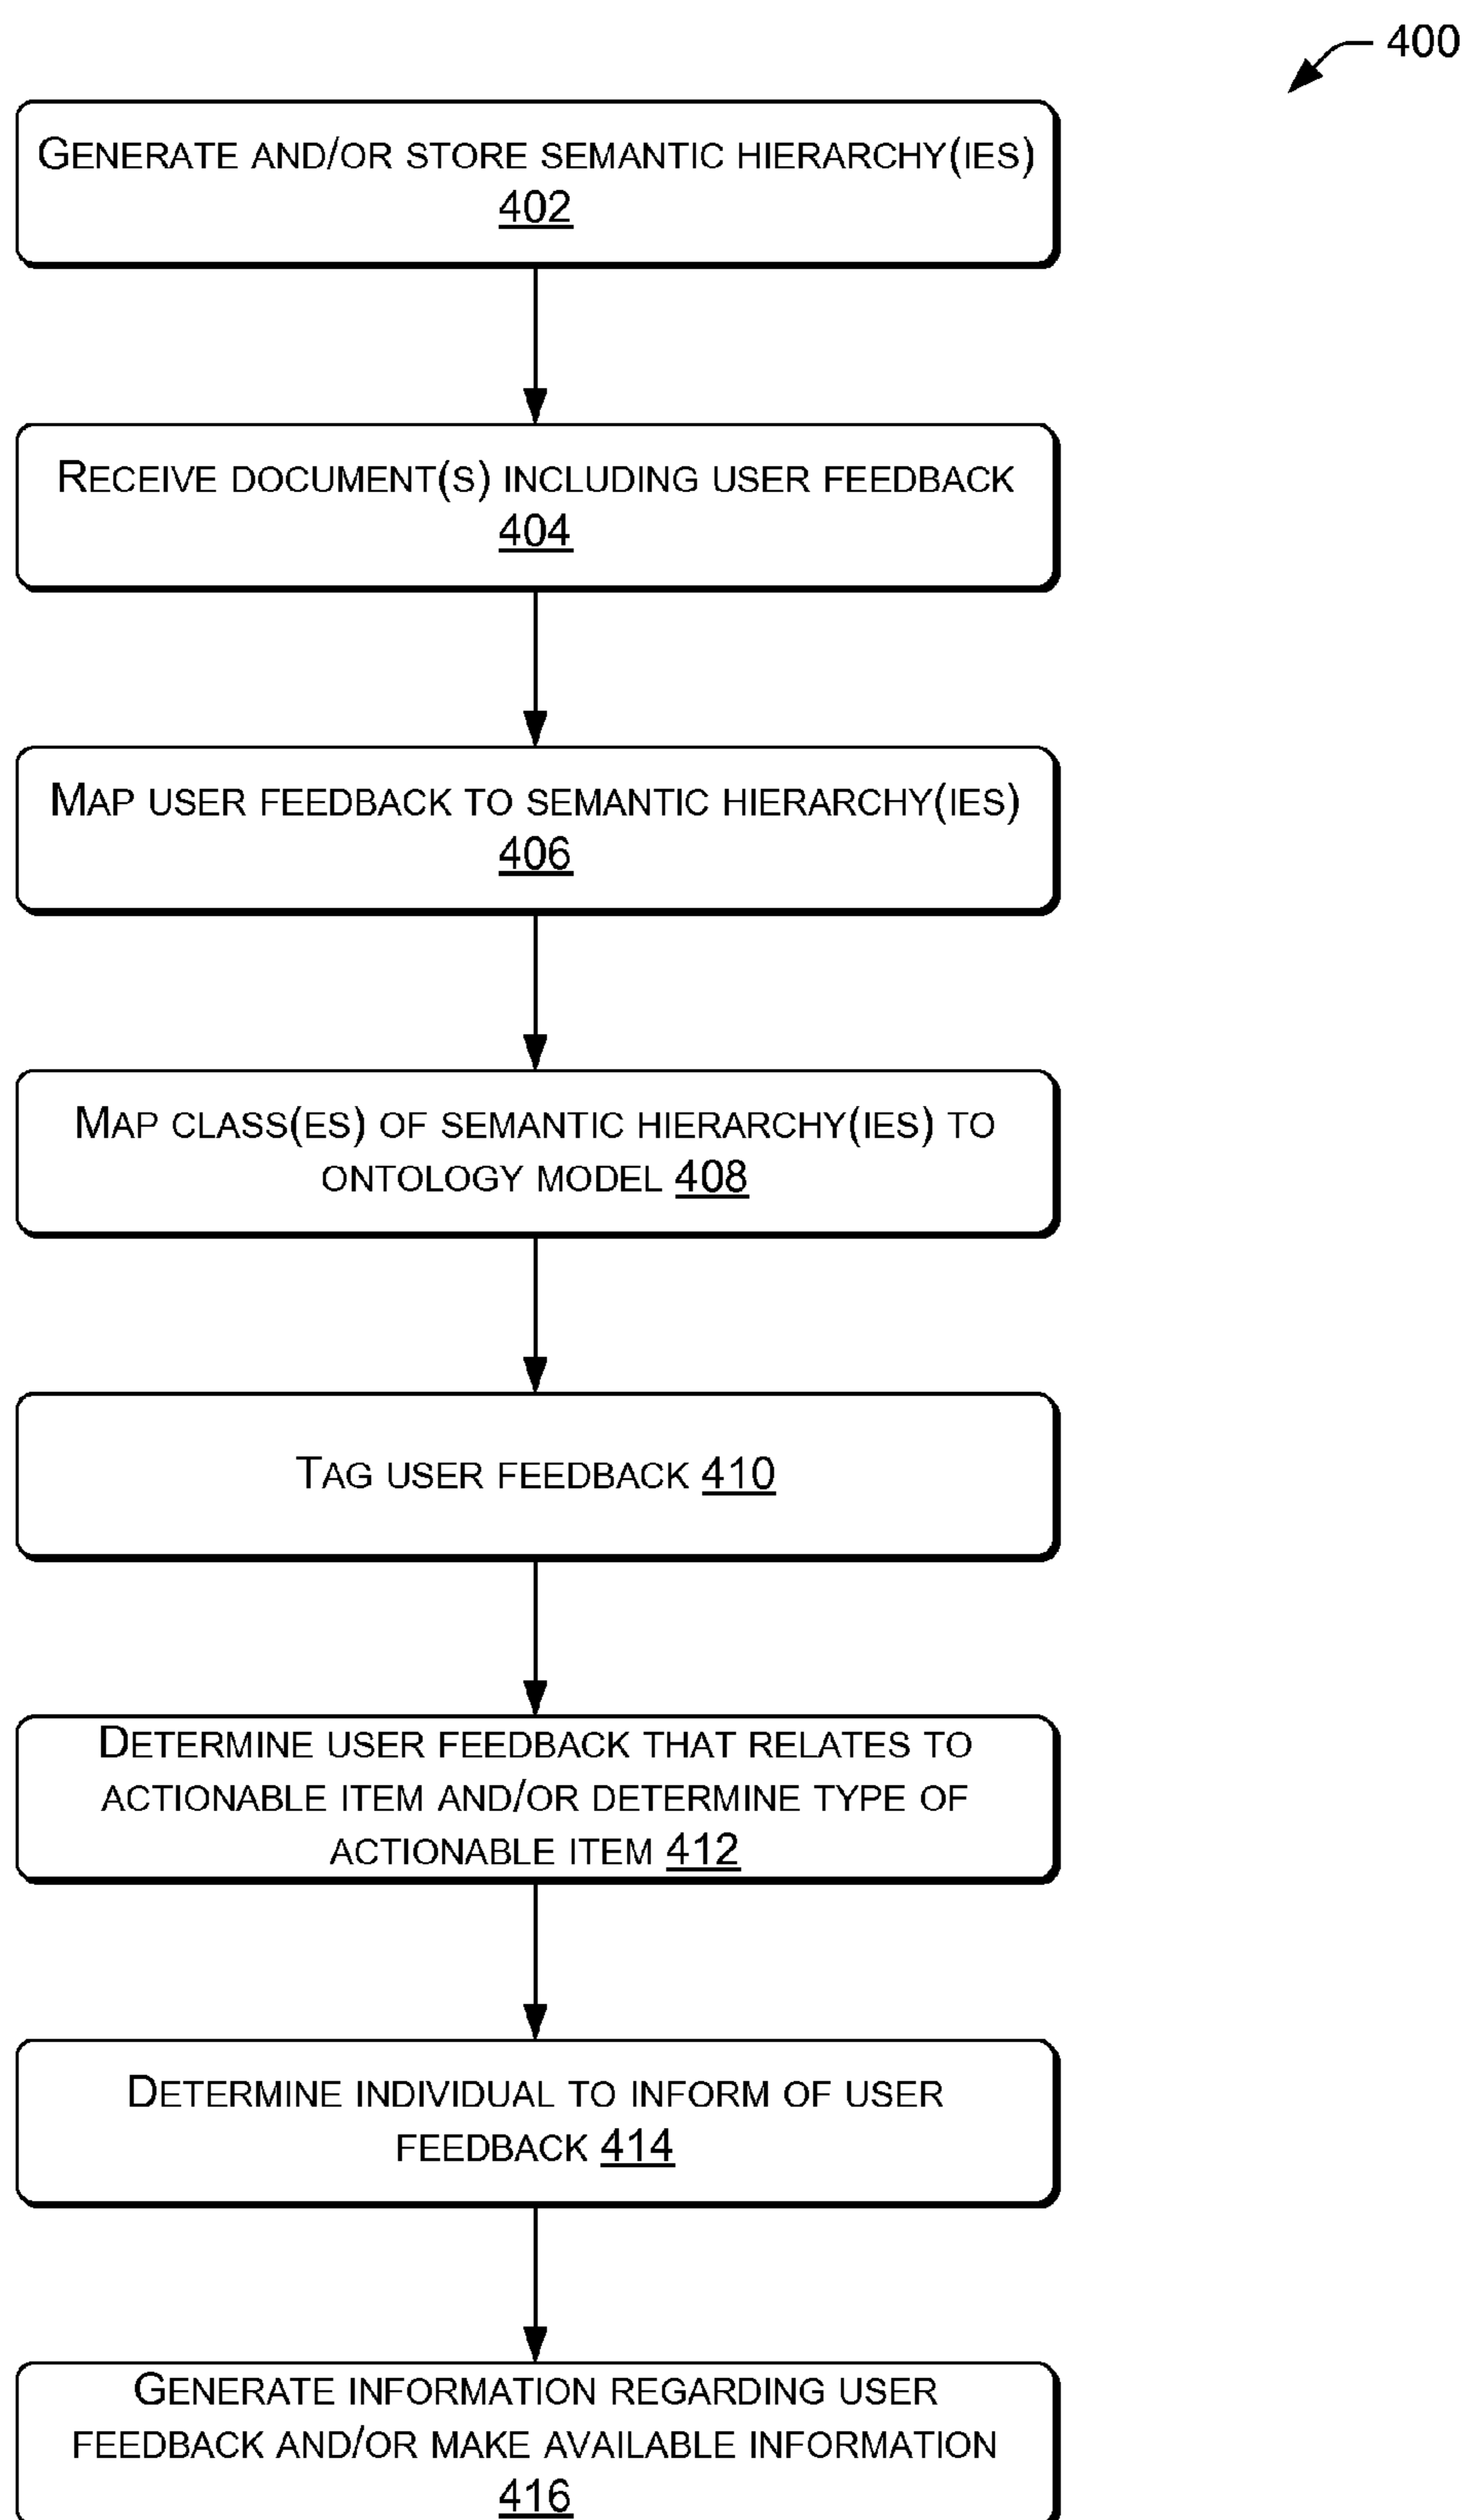 400
GENERATE AND/OR STORE SEMANTIC HIERARCHY(IES)
402
RECEIVE DOCUMENT(S) INCLUDING USER FEEDBACK
404
MAP USER FEEDBACK TO SEMANTIC HIERARCHY(IES)
406
MAP CLASS(ES) OF SEMANTIC HIERARCHY(IES) TO
ONTOLOGY MODEL 408
TAG USER FEEDBACK 410
DETERMINE USER FEEDBACK THAT RELATES TO
ACTIONABLE ITEM AND/OR DETERMINE TYPE OF
ACTIONABLE ITEM 412
DETERMINE INDIVIDUAL TO INFORM OF USER
FEEDBACK 414
GENERATE INFORMATION REGARDING USER
FEEDBACK AND/OR MAKE AVAILABLE INFORMATION
416